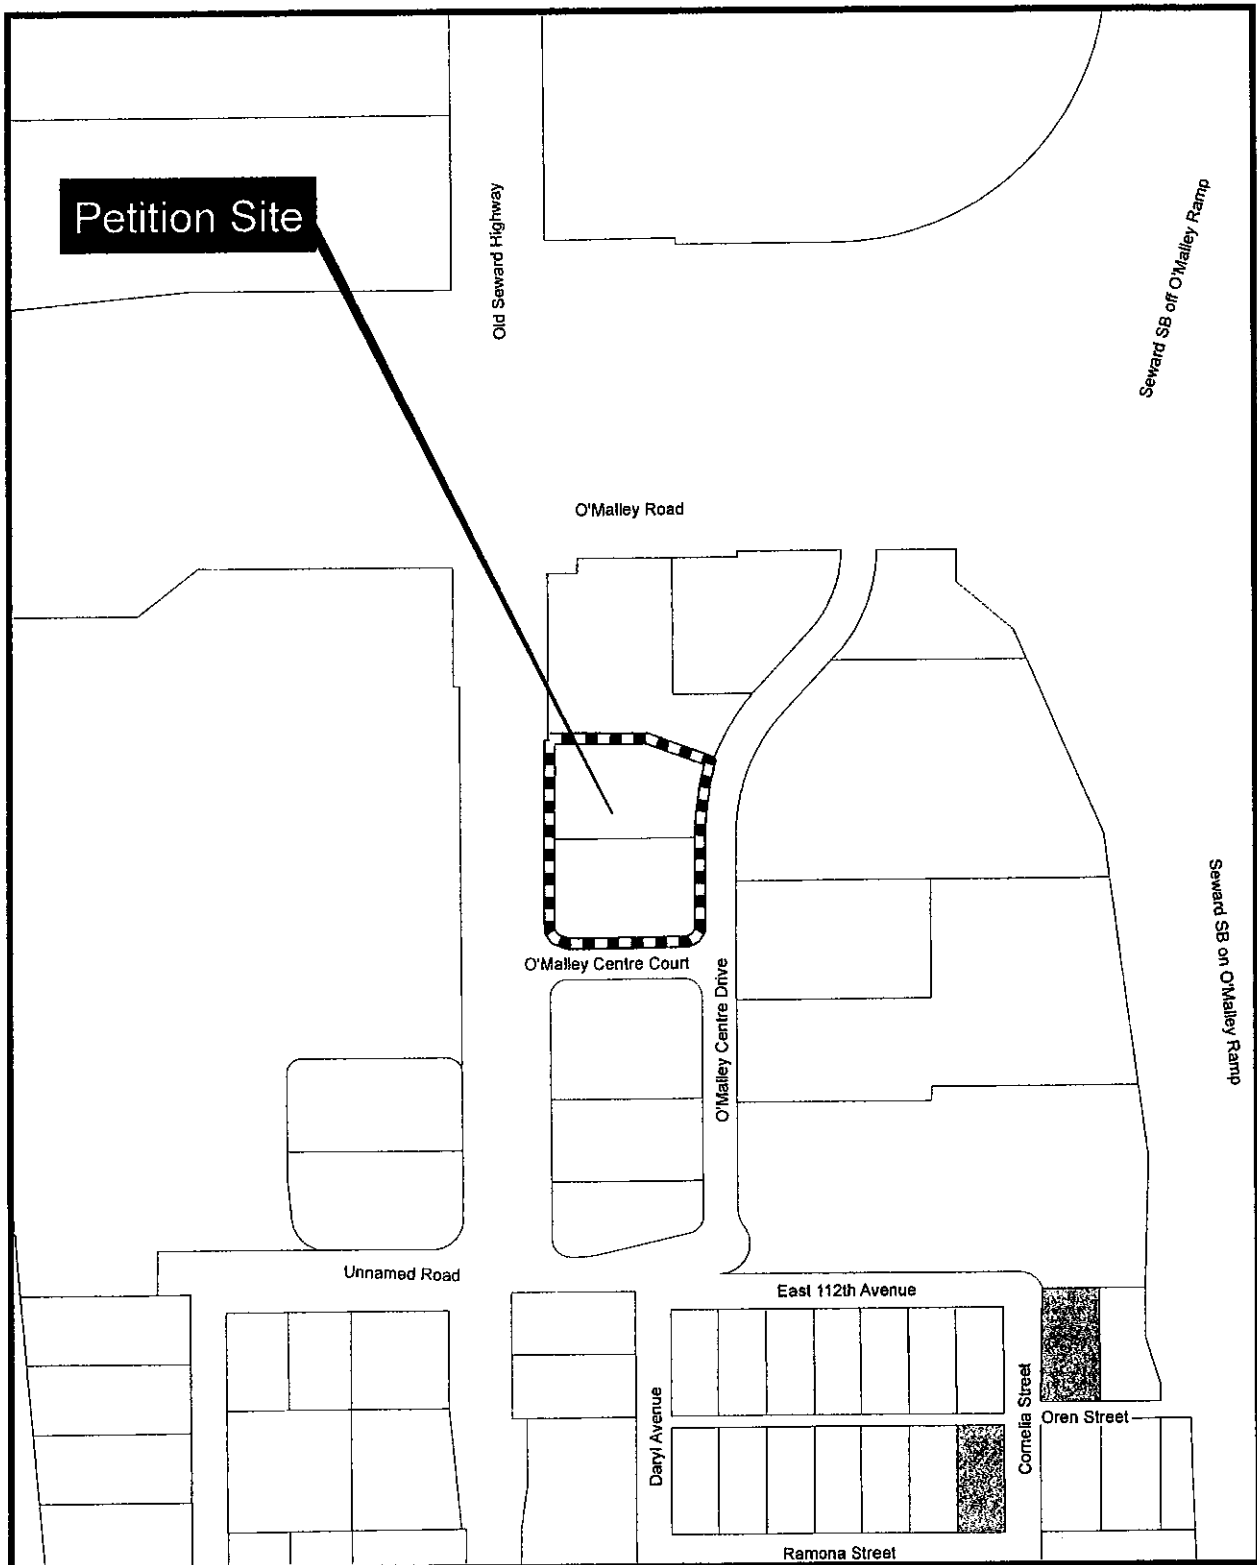 Petition Site
Old Seward Highway
Seward SB off O'Malley Ramp
O'Malley Road
Seward SB on O'Malley Ramp
O'Malley Centre Court
O'Malley Centre Drive
Unnamed Road
East 112th Avenue
Daryl Avenue
Cornelia Street
Oren Street
Ramona Street